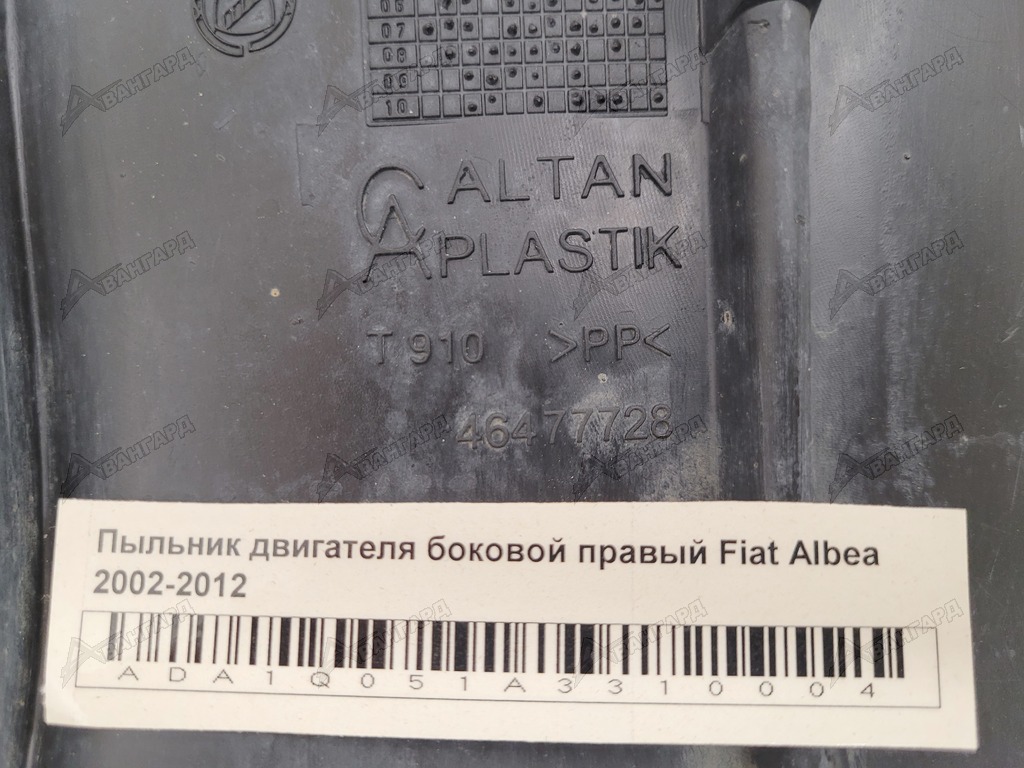 06
07
08
09
10
ALTAN
PLASTIK
T 910 >PP<
46477728
Пыльник двигателя боковой правый Fiat Albea
2002-2012
ADA1Q051A3310004
АВАНГАРД